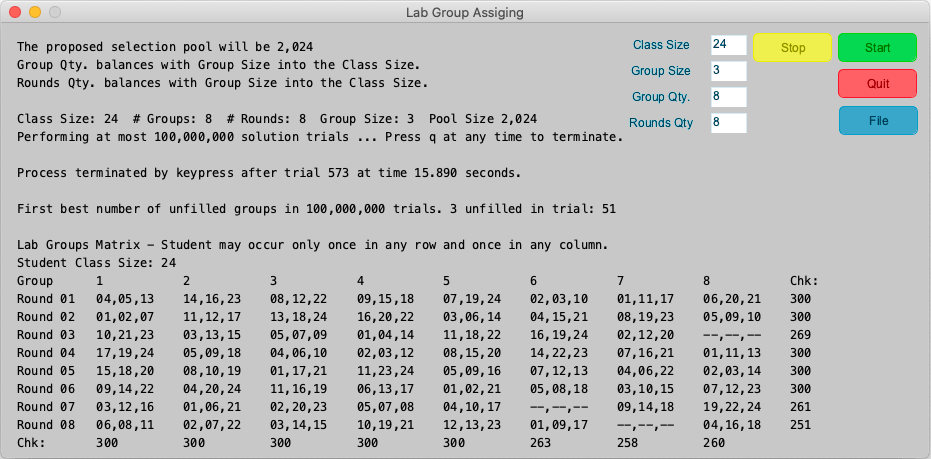 Lab Group Assiging
The proposed selection pool will be 2,024
Group Qty. balances with Group Size into the Class Size.
Rounds Qty. balances with Group Size into the Class Size.
Class Size 24 Stop Start
Group Size 3 Quit
Group Qty. 8
Rounds Qty 8 File
Class Size: 24 # Groups: 8 # Rounds: 8 Group Size: 3 Pool Size 2,024
Performing at most 100,000,000 solution trials ... Press q at any time to terminate.
Process terminated by keypress after trial 573 at time 15.890 seconds.
First best number of unfilled groups in 100,000,000 trials. 3 unfilled in trial: 51
Lab Groups Matrix – Student may occur only once in any row and once in any column.
Student Class Size: 24
Group 1 2 3 4 5 6 7 8 Chk:
Round 01 04,05,13 14,16,23 08,12,22 09,15,18 07,19,24 02,03,10 01,11,17 06,20,21 300
Round 02 01,02,07 11,12,17 13,18,24 16,20,22 03,06,14 04,15,21 08,19,23 05,09,10 300
Round 03 10,21,23 03,13,15 05,07,09 01,04,14 11,18,22 16,19,24 02,12,20 --,--,-- 269
Round 04 17,19,24 05,09,18 04,06,10 02,03,12 08,15,20 14,22,23 07,16,21 01,11,13 300
Round 05 15,18,20 08,10,19 01,17,21 11,23,24 05,09,16 07,12,13 04,06,22 02,03,14 300
Round 06 09,14,22 04,20,24 11,16,19 06,13,17 01,02,21 05,08,18 03,10,15 07,12,23 300
Round 07 03,12,16 01,06,21 02,20,23 05,07,08 04,10,17 --,--,-- 09,14,18 19,22,24 261
Round 08 06,08,11 02,07,22 03,14,15 10,19,21 12,13,23 01,09,17 --,--,-- 04,16,18 251
Chk: 300 300 300 300 300 263 258 260